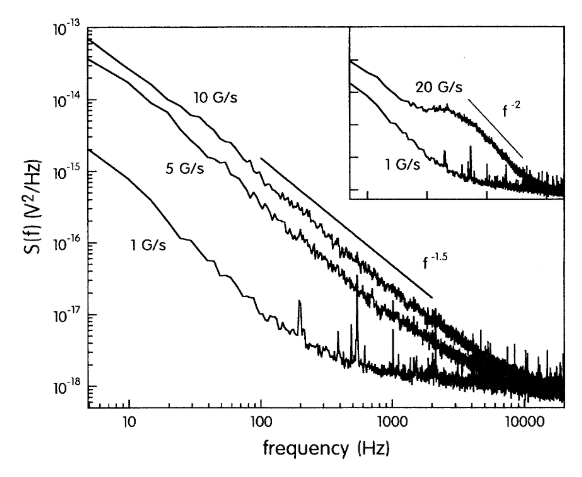 10⁻¹³
10⁻¹⁴
10⁻¹⁵
10⁻¹⁶
10⁻¹⁷
10⁻¹⁸
S(f) (V²/Hz)
10 G/s
5 G/s
1 G/s
f⁻¹·⁵
20 G/s
f⁻²
1 G/s
10
100
1000
10000
frequency (Hz)